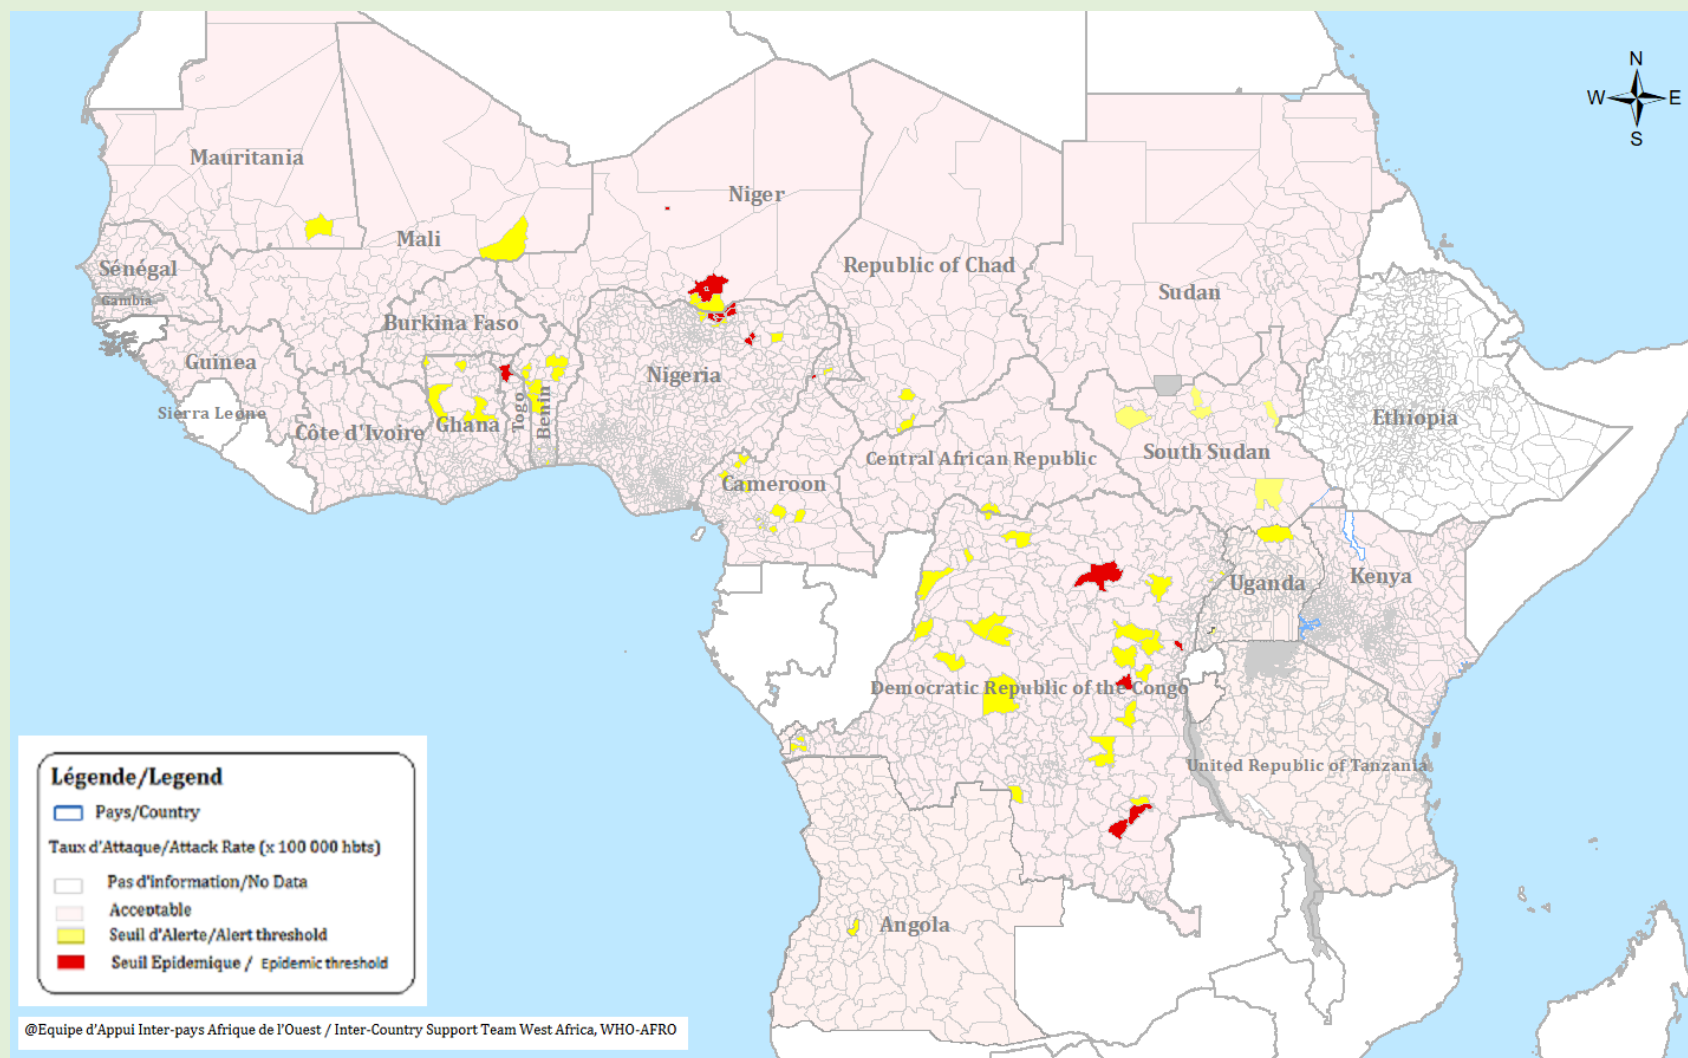 N
W E
S
Mauritania
Niger
Mali
Sénégal
Republic of Chad
Gambia
Sudan
Burkina Faso
Guinea
Nigeria
Sierra Leone
Togo
Benin
Ethiopia
Côte d'Ivoire
Ghana
South Sudan
Central African Republic
Cameroon
Uganda
Kenya
Democratic Republic of the Congo
United Republic of Tanzania
Angola
Légende/Legend
Pays/Country
Taux d'Attaque/Attack Rate (x 100 000 hbts)
Pas d'information/No Data
Acceptable
Seuil d'Alerte/Alert threshold
Seuil Epidemique / Epidemic threshold
@Equipe d'Appui Inter-pays Afrique de l'Ouest / Inter-Country Support Team West Africa, WHO-AFRO